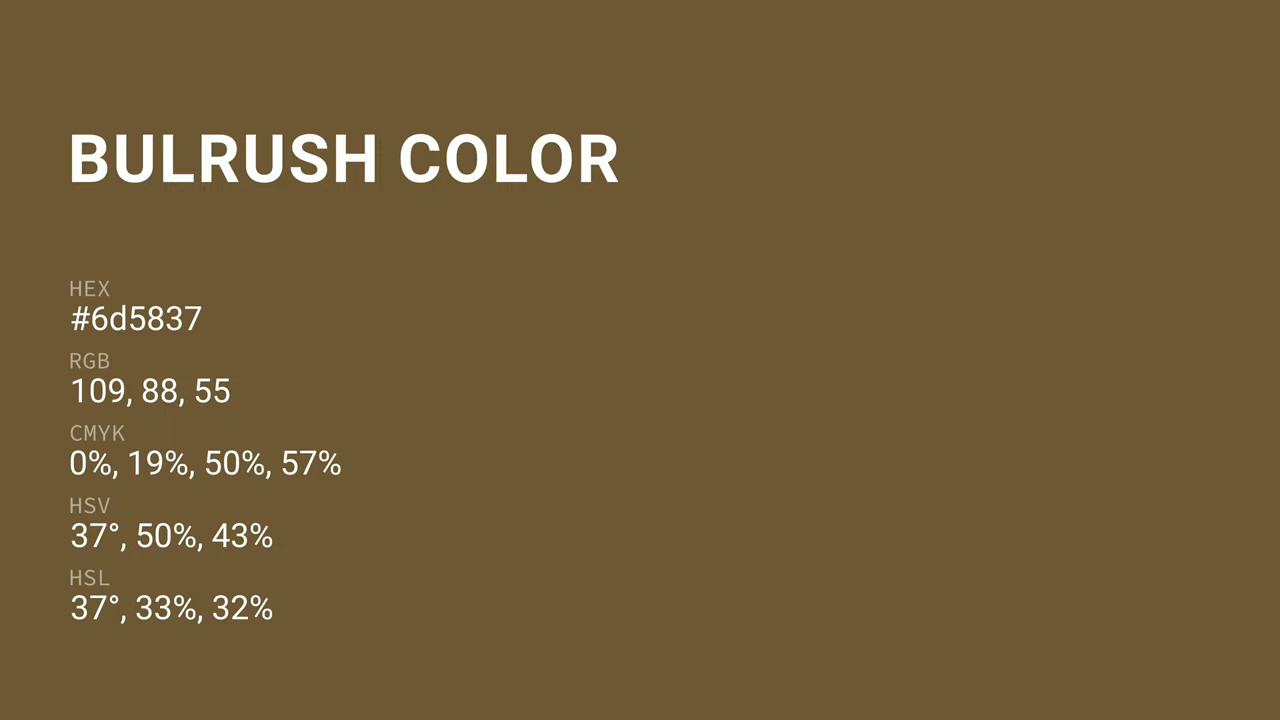 BULRUSH COLOR
HEX
#6d5837
RGB
109, 88, 55
CMYK
0%, 19%, 50%, 57%
HSV
37°, 50%, 43%
HSL
37°, 33%, 32%